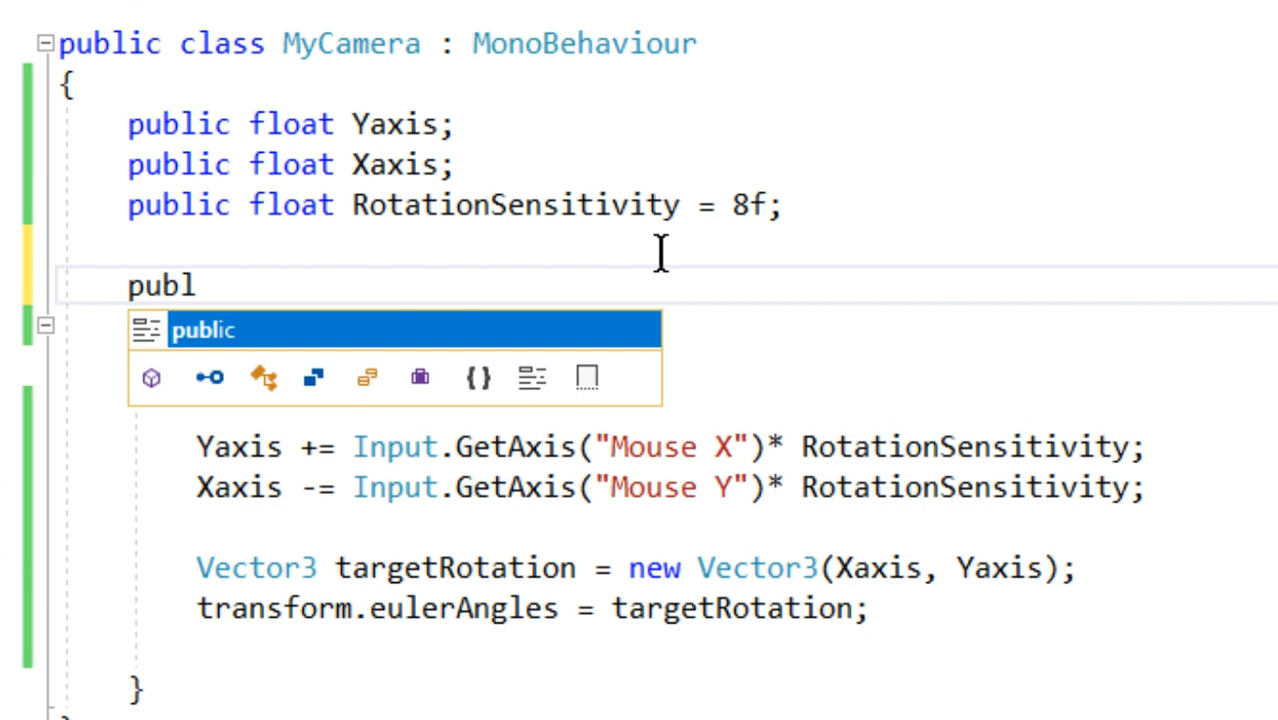 public class MyCamera : MonoBehaviour
{
public float Yaxis;
public float Xaxis;
public float RotationSensitivity = 8f;
publ
public
{ }
Yaxis += Input.GetAxis("Mouse X")* RotationSensitivity;
Xaxis -= Input.GetAxis("Mouse Y")* RotationSensitivity;
Vector3 targetRotation = new Vector3(Xaxis, Yaxis);
transform.eulerAngles = targetRotation;
}